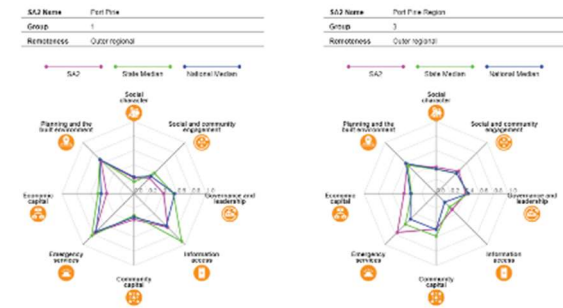 SA2 Name Port Pirie
Group 1
Remoteness Outer regional
SA2 State Median National Median
Social
character
Planning and the
built environment
Social and community
engagement
Economic
capital
Governance and
leadership
Emergency
services
Information
access
Community
capital
SA2 Name Port Pirie Region
Group 3
Remoteness Outer regional
SA2 State Median National Median
Social
character
Planning and the
built environment
Social and community
engagement
Economic
capital
Governance and
leadership
Emergency
services
Information
access
Community
capital